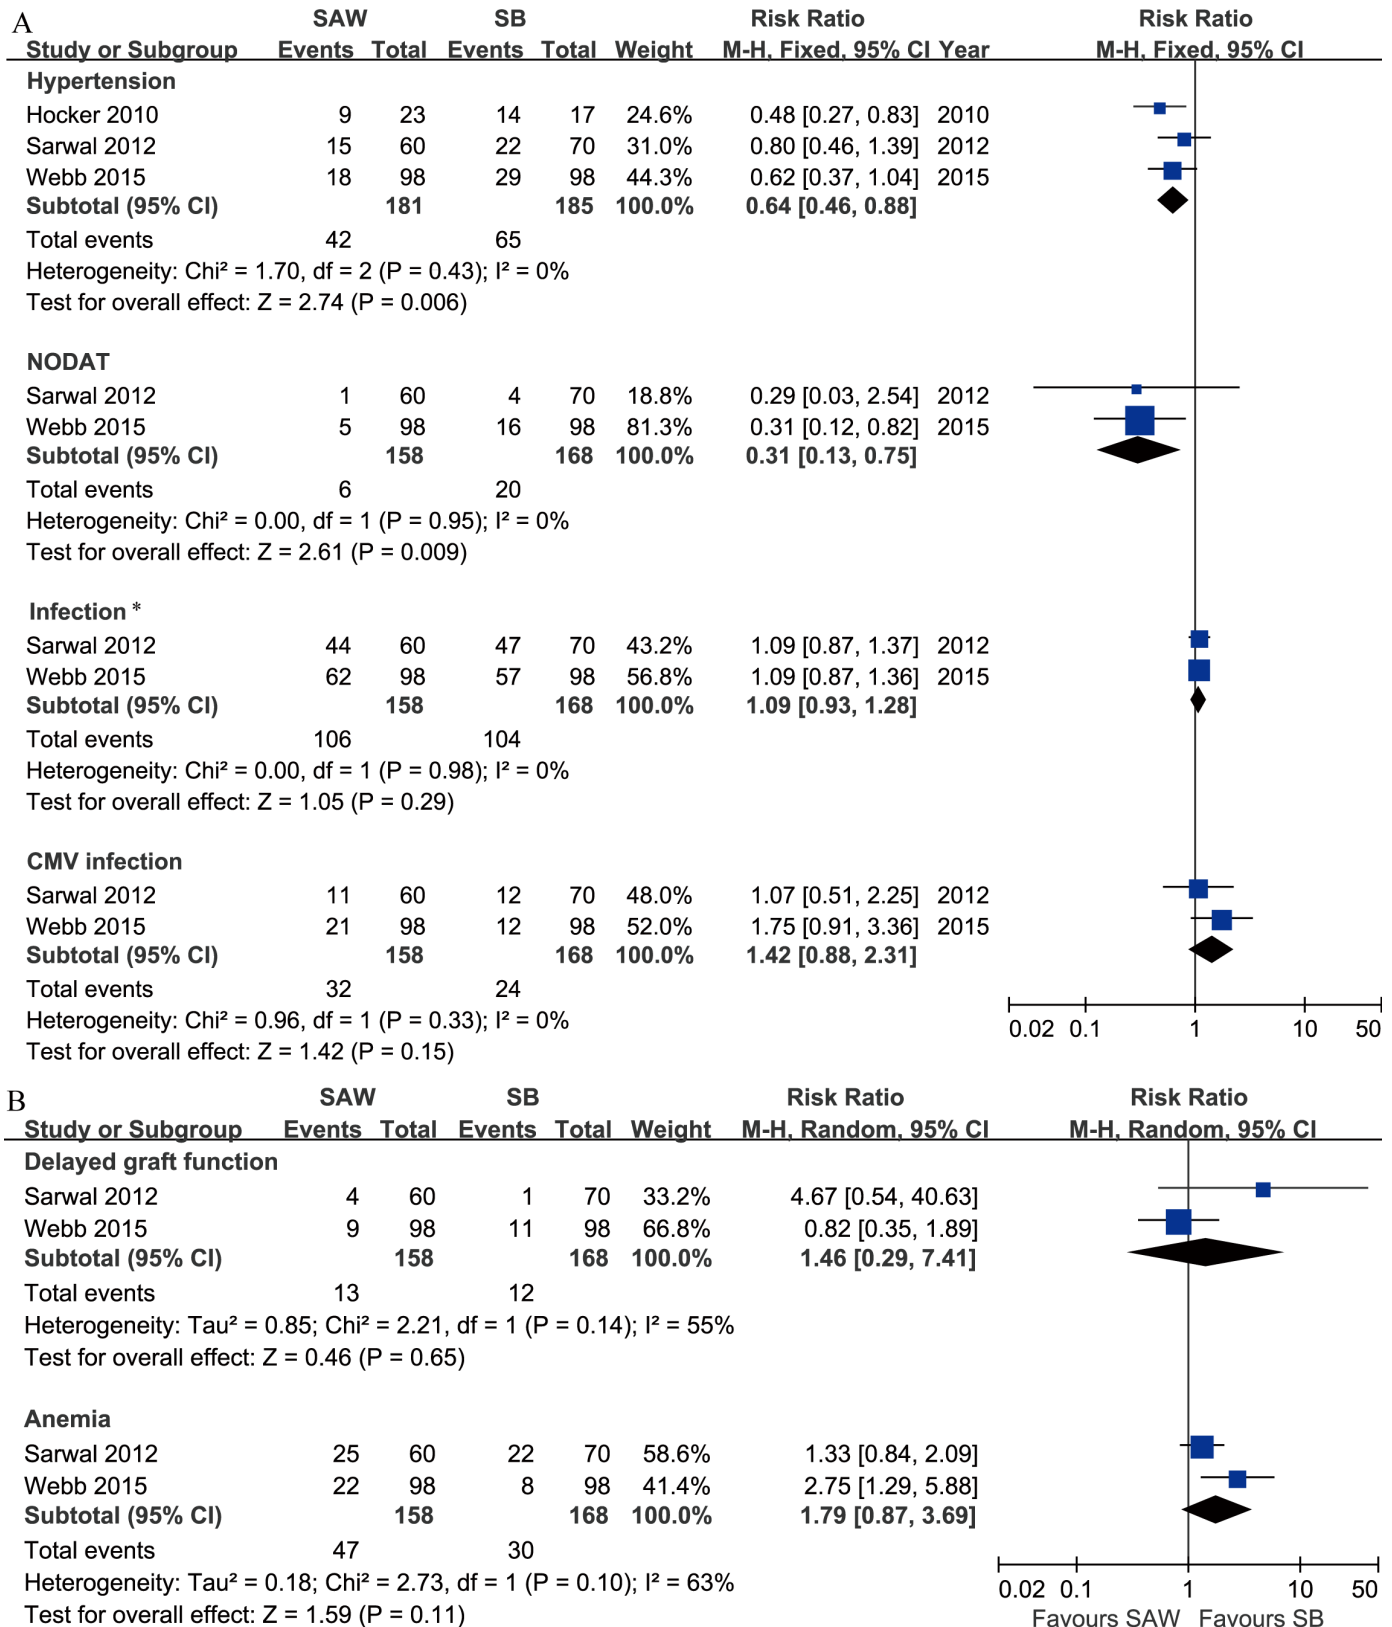 A SAW SB Risk Ratio Risk Ratio
Study or Subgroup Events Total Events Total Weight M-H, Fixed, 95% CI Year M-H, Fixed, 95% CI
Hypertension
Hocker 2010 9 23 14 17 24.6% 0.48 [0.27, 0.83] 2010
Sarwal 2012 15 60 22 70 31.0% 0.80 [0.46, 1.39] 2012
Webb 2015 18 98 29 98 44.3% 0.62 [0.37, 1.04] 2015
Subtotal (95% CI) 181 185 100.0% 0.64 [0.46, 0.88]
Total events 42 65
Heterogeneity: Chi² = 1.70, df = 2 (P = 0.43); I² = 0%
Test for overall effect: Z = 2.74 (P = 0.006)
NODAT
Sarwal 2012 1 60 4 70 18.8% 0.29 [0.03, 2.54] 2012
Webb 2015 5 98 16 98 81.3% 0.31 [0.12, 0.82] 2015
Subtotal (95% CI) 158 168 100.0% 0.31 [0.13, 0.75]
Total events 6 20
Heterogeneity: Chi² = 0.00, df = 1 (P = 0.95); I² = 0%
Test for overall effect: Z = 2.61 (P = 0.009)
Infection *
Sarwal 2012 44 60 47 70 43.2% 1.09 [0.87, 1.37] 2012
Webb 2015 62 98 57 98 56.8% 1.09 [0.87, 1.36] 2015
Subtotal (95% CI) 158 168 100.0% 1.09 [0.93, 1.28]
Total events 106 104
Heterogeneity: Chi² = 0.00, df = 1 (P = 0.98); I² = 0%
Test for overall effect: Z = 1.05 (P = 0.29)
CMV infection
Sarwal 2012 11 60 12 70 48.0% 1.07 [0.51, 2.25] 2012
Webb 2015 21 98 12 98 52.0% 1.75 [0.91, 3.36] 2015
Subtotal (95% CI) 158 168 100.0% 1.42 [0.88, 2.31]
Total events 32 24
Heterogeneity: Chi² = 0.96, df = 1 (P = 0.33); I² = 0%
Test for overall effect: Z = 1.42 (P = 0.15)
0.02 0.1 1 10 50
B SAW SB Risk Ratio Risk Ratio
Study or Subgroup Events Total Events Total Weight M-H, Random, 95% CI M-H, Random, 95% CI
Delayed graft function
Sarwal 2012 4 60 1 70 33.2% 4.67 [0.54, 40.63]
Webb 2015 9 98 11 98 66.8% 0.82 [0.35, 1.89]
Subtotal (95% CI) 158 168 100.0% 1.46 [0.29, 7.41]
Total events 13 12
Heterogeneity: Tau² = 0.85; Chi² = 2.21, df = 1 (P = 0.14); I² = 55%
Test for overall effect: Z = 0.46 (P = 0.65)
Anemia
Sarwal 2012 25 60 22 70 58.6% 1.33 [0.84, 2.09]
Webb 2015 22 98 8 98 41.4% 2.75 [1.29, 5.88]
Subtotal (95% CI) 158 168 100.0% 1.79 [0.87, 3.69]
Total events 47 30
Heterogeneity: Tau² = 0.18; Chi² = 2.73, df = 1 (P = 0.10); I² = 63%
Test for overall effect: Z = 1.59 (P = 0.11)
0.02 0.1 1 10 50
Favours SAW Favours SB